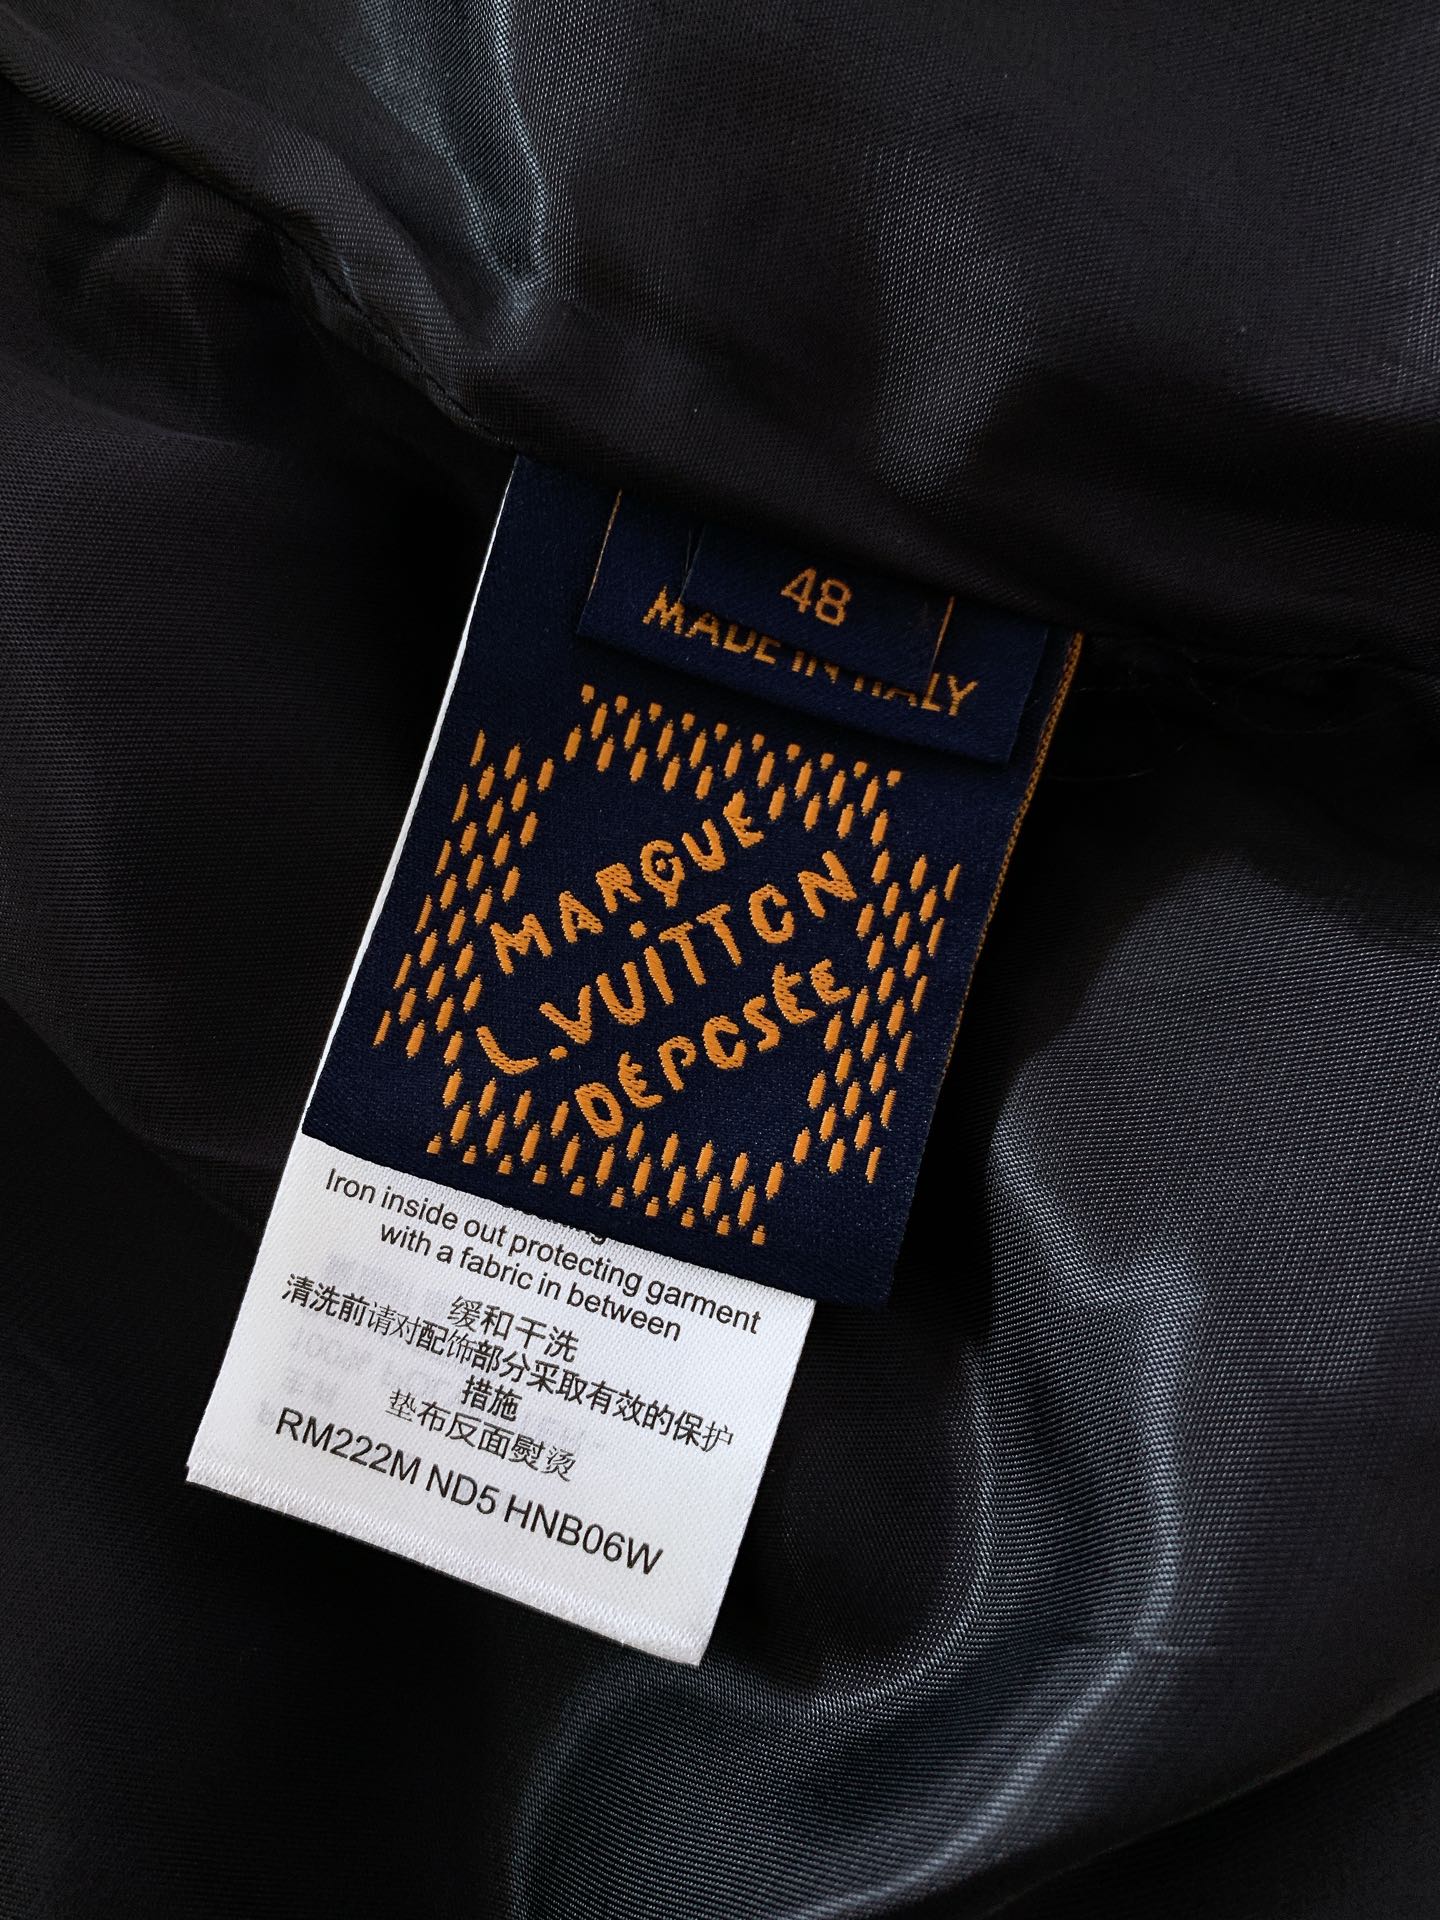 48
MADE IN ITALY
MARQUE
L.VUITTON
DÉPOSÉE
Iron inside out protecting garment
with a fabric in between
缓和干洗
清洗前请对配饰部分采取有效的保护
措施
垫布反面熨烫
RM222M ND5 HNB06W